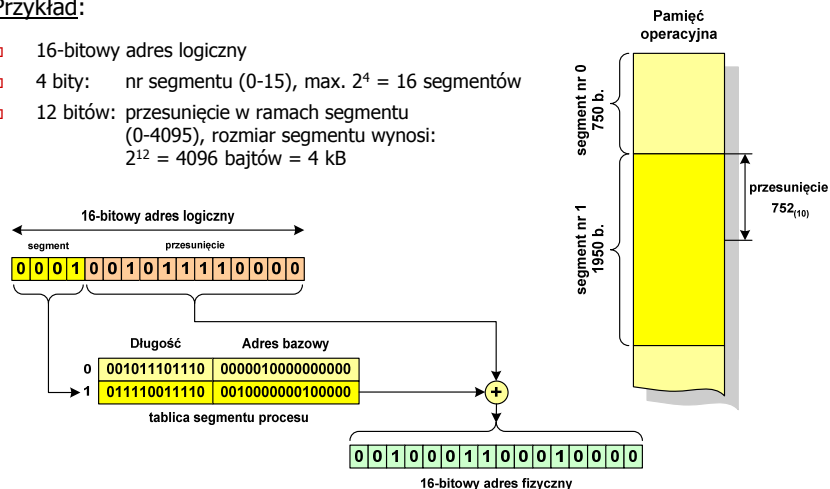 Przykład:
16-bitowy adres logiczny
4 bity: nr segmentu (0-15), max. 2⁴ = 16 segmentów
12 bitów: przesunięcie w ramach segmentu
(0-4095), rozmiar segmentu wynosi:
2¹² = 4096 bajtów = 4 kB
Pamięć
operacyjna
segment nr 0
750 b.
segment nr 1
1950 b.
przesunięcie
752(10)
16-bitowy adres logiczny
segment przesunięcie
0 0 0 1 0 0 1 0 1 1 1 1 0 0 0 0
Długość Adres bazowy
0 001011101110 0000010000000000
1 011110011110 0010000000100000
+
tablica segmentu procesu
0 0 1 0 0 0 1 1 0 0 0 1 0 0 0 0
16-bitowy adres fizyczny